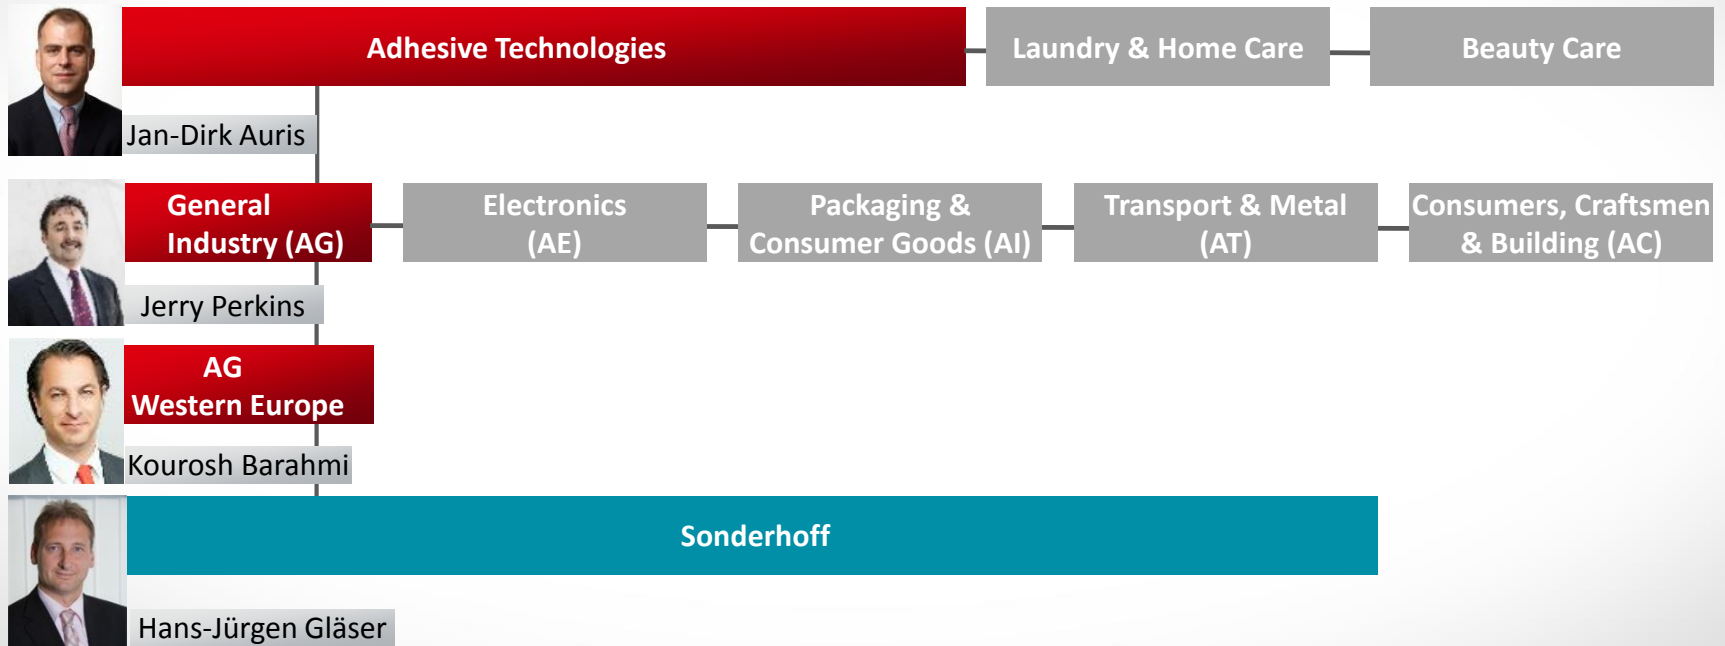 Adhesive Technologies
Laundry & Home Care
Beauty Care
Jan-Dirk Auris
General
Industry (AG)
Electronics
(AE)
Packaging &
Consumer Goods (AI)
Transport & Metal
(AT)
Consumers, Craftsmen
& Building (AC)
Jerry Perkins
AG
Western Europe
Kourosh Barahmi
Sonderhoff
Hans-Jürgen Gläser